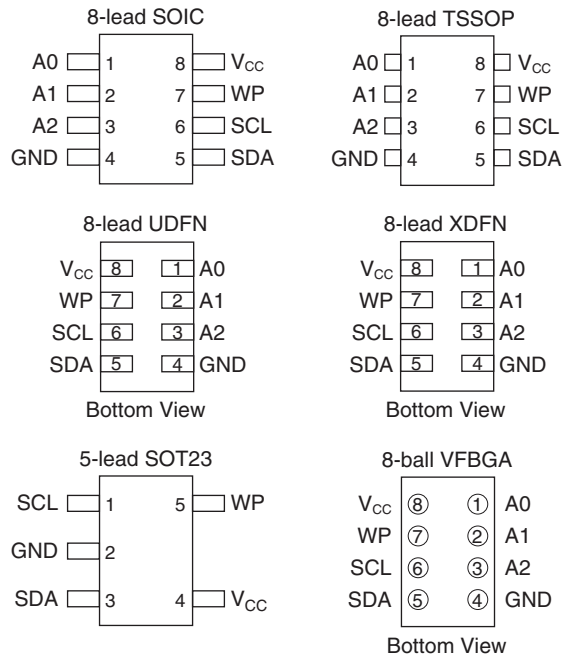 8-lead SOIC
A0 1 8 VCC
A1 2 7 WP
A2 3 6 SCL
GND 4 5 SDA
8-lead TSSOP
A0 1 8 VCC
A1 2 7 WP
A2 3 6 SCL
GND 4 5 SDA
8-lead UDFN
VCC 8 1 A0
WP 7 2 A1
SCL 6 3 A2
SDA 5 4 GND
Bottom View
8-lead XDFN
VCC 8 1 A0
WP 7 2 A1
SCL 6 3 A2
SDA 5 4 GND
Bottom View
5-lead SOT23
SCL 1 5 WP
GND 2
SDA 3 4 VCC
8-ball VFBGA
VCC 8 1 A0
WP 7 2 A1
SCL 6 3 A2
SDA 5 4 GND
Bottom View